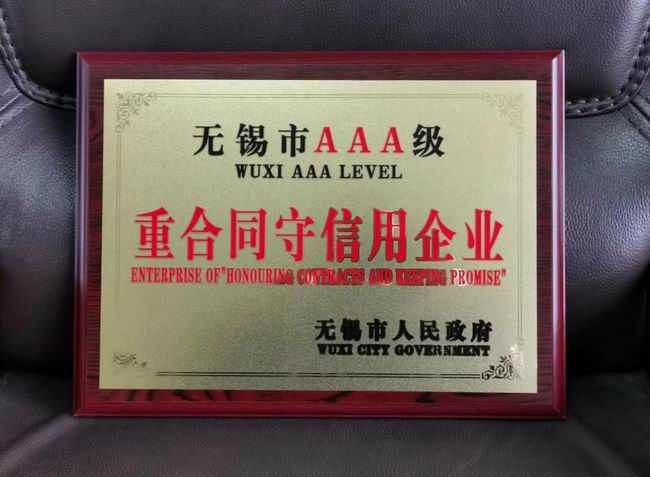 无锡市AAA级
WUXI AAA LEVEL
重合同守信用企业
ENTERPRISE OF"HONOURING CONTRACTS AND KEEPING PROMISE"
无锡市人民政府
WUXI CITY GOVERNMENT